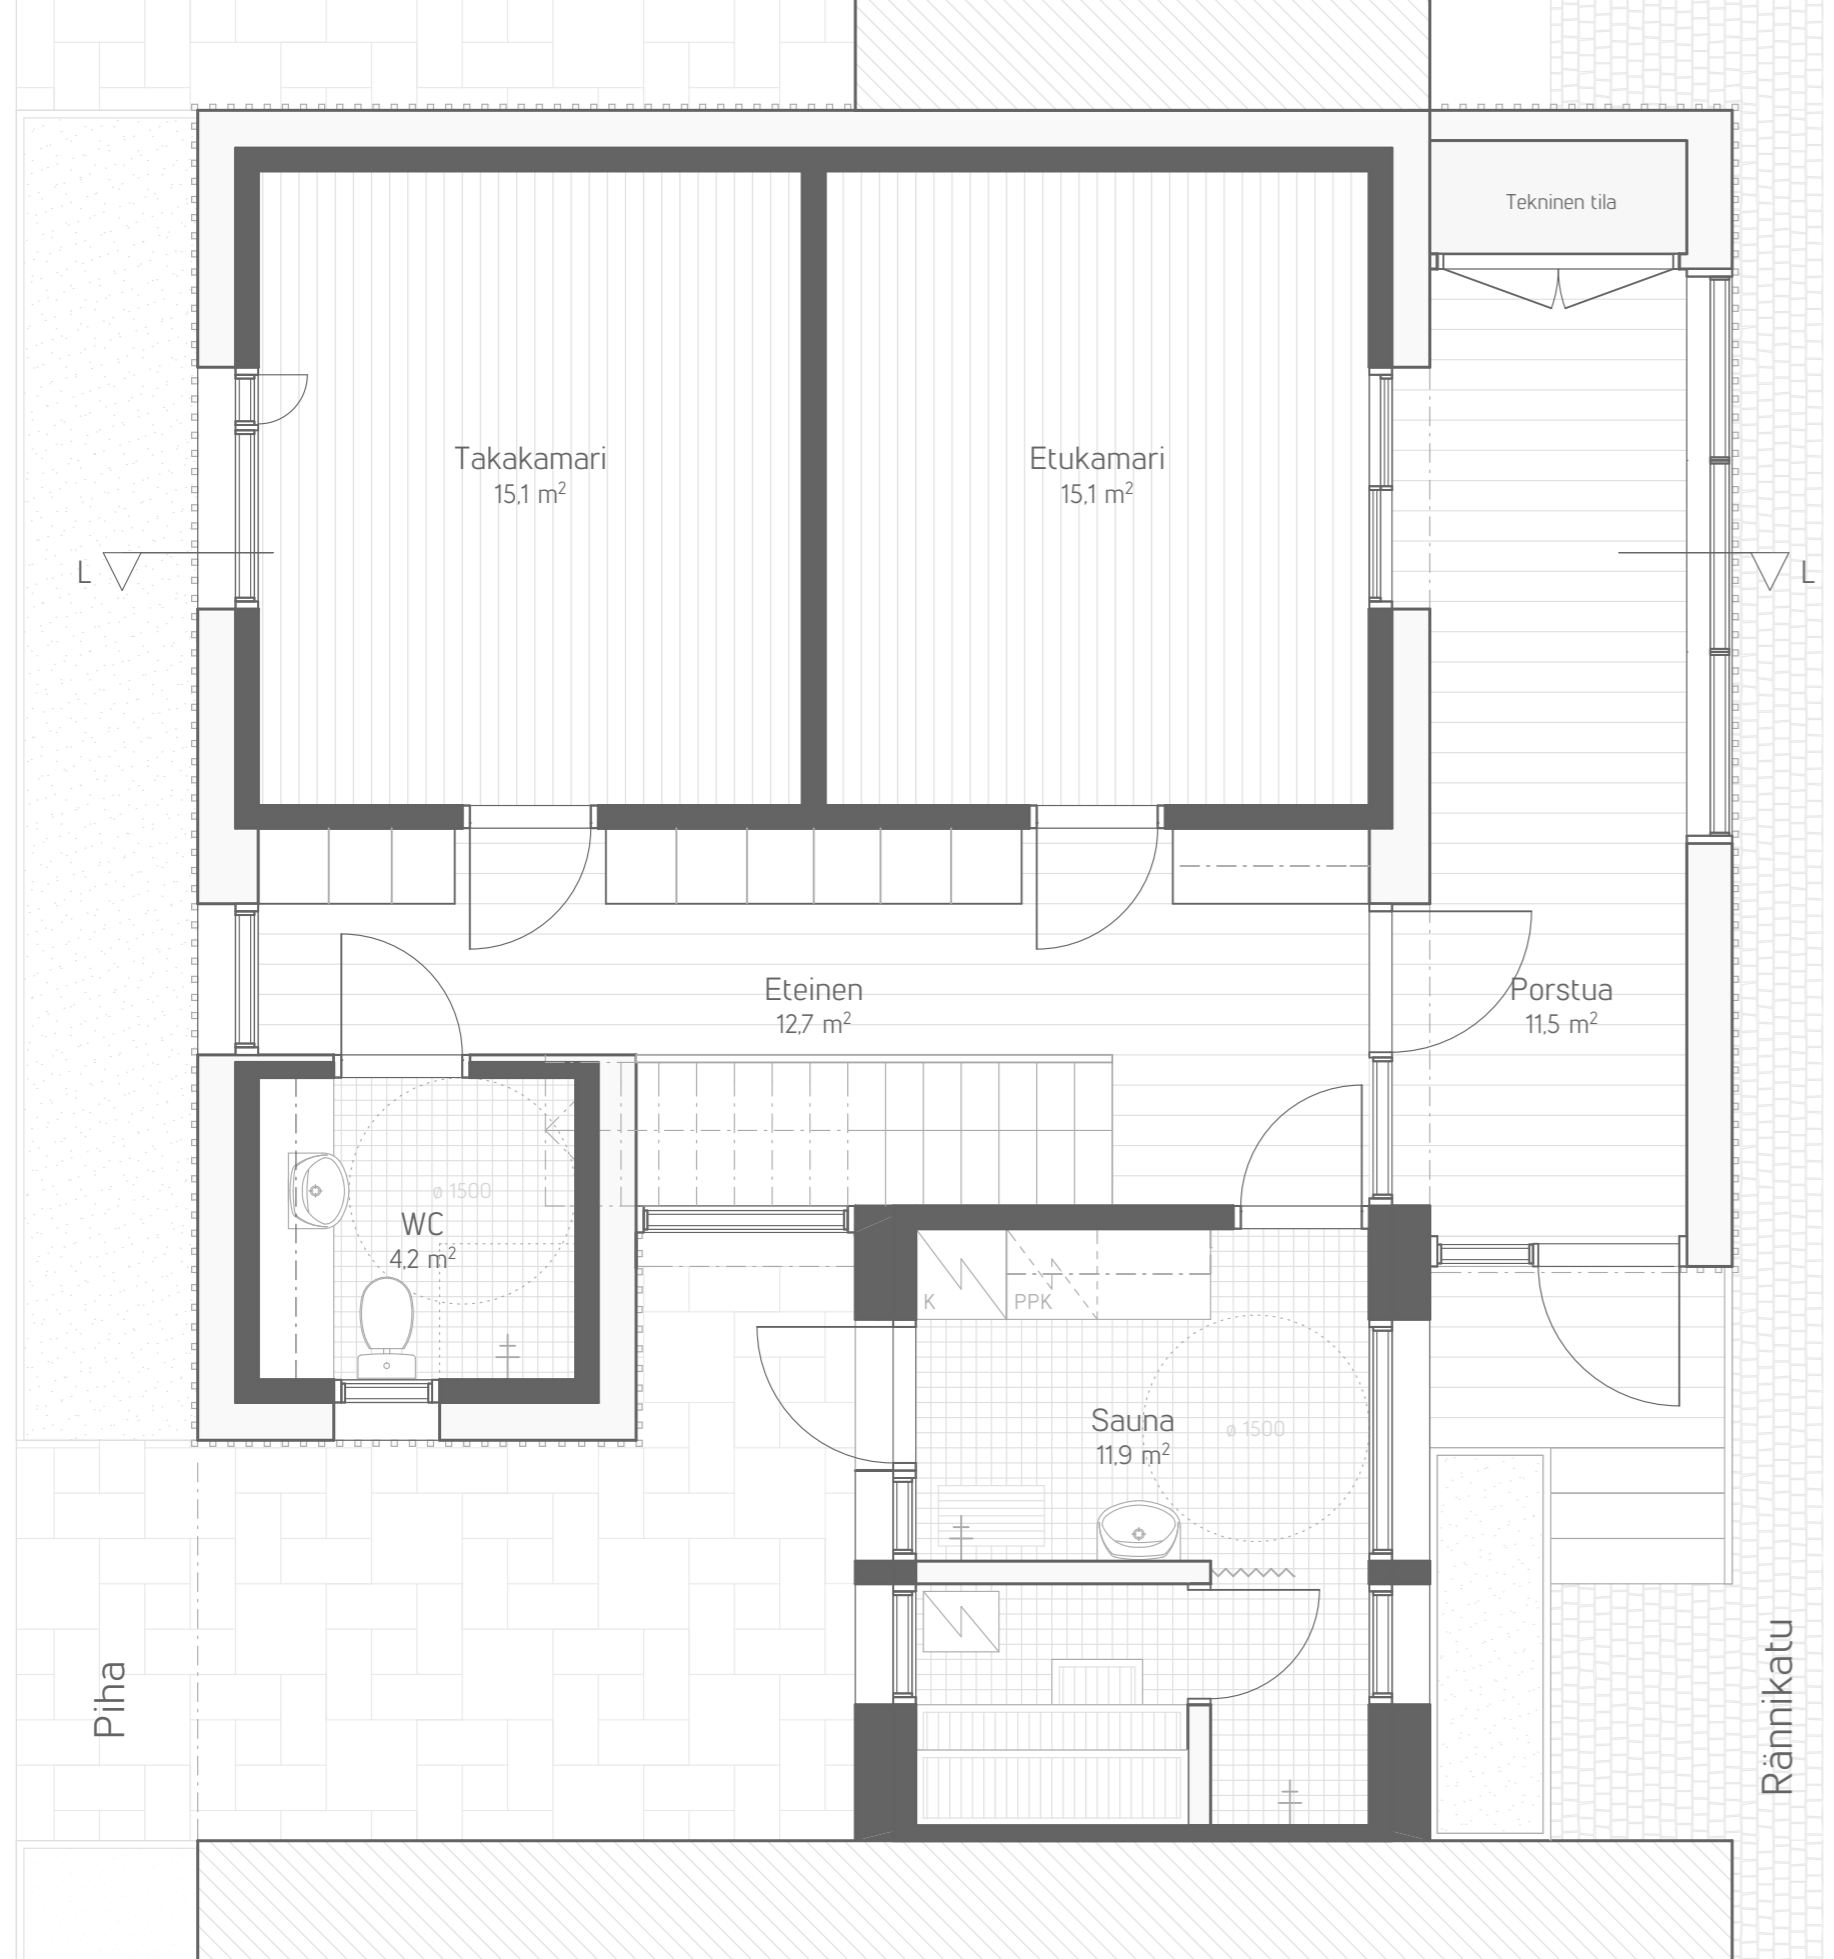 Tekninen tila
Takakamari
15,1 m²
Etukamari
15,1 m²
L
L
Eteinen
12,7 m²
Porstua
11,5 m²
ø 1500
WC
4,2 m²
K
PPK
Sauna
11,9 m²
ø 1500
Piha
Rännikatu